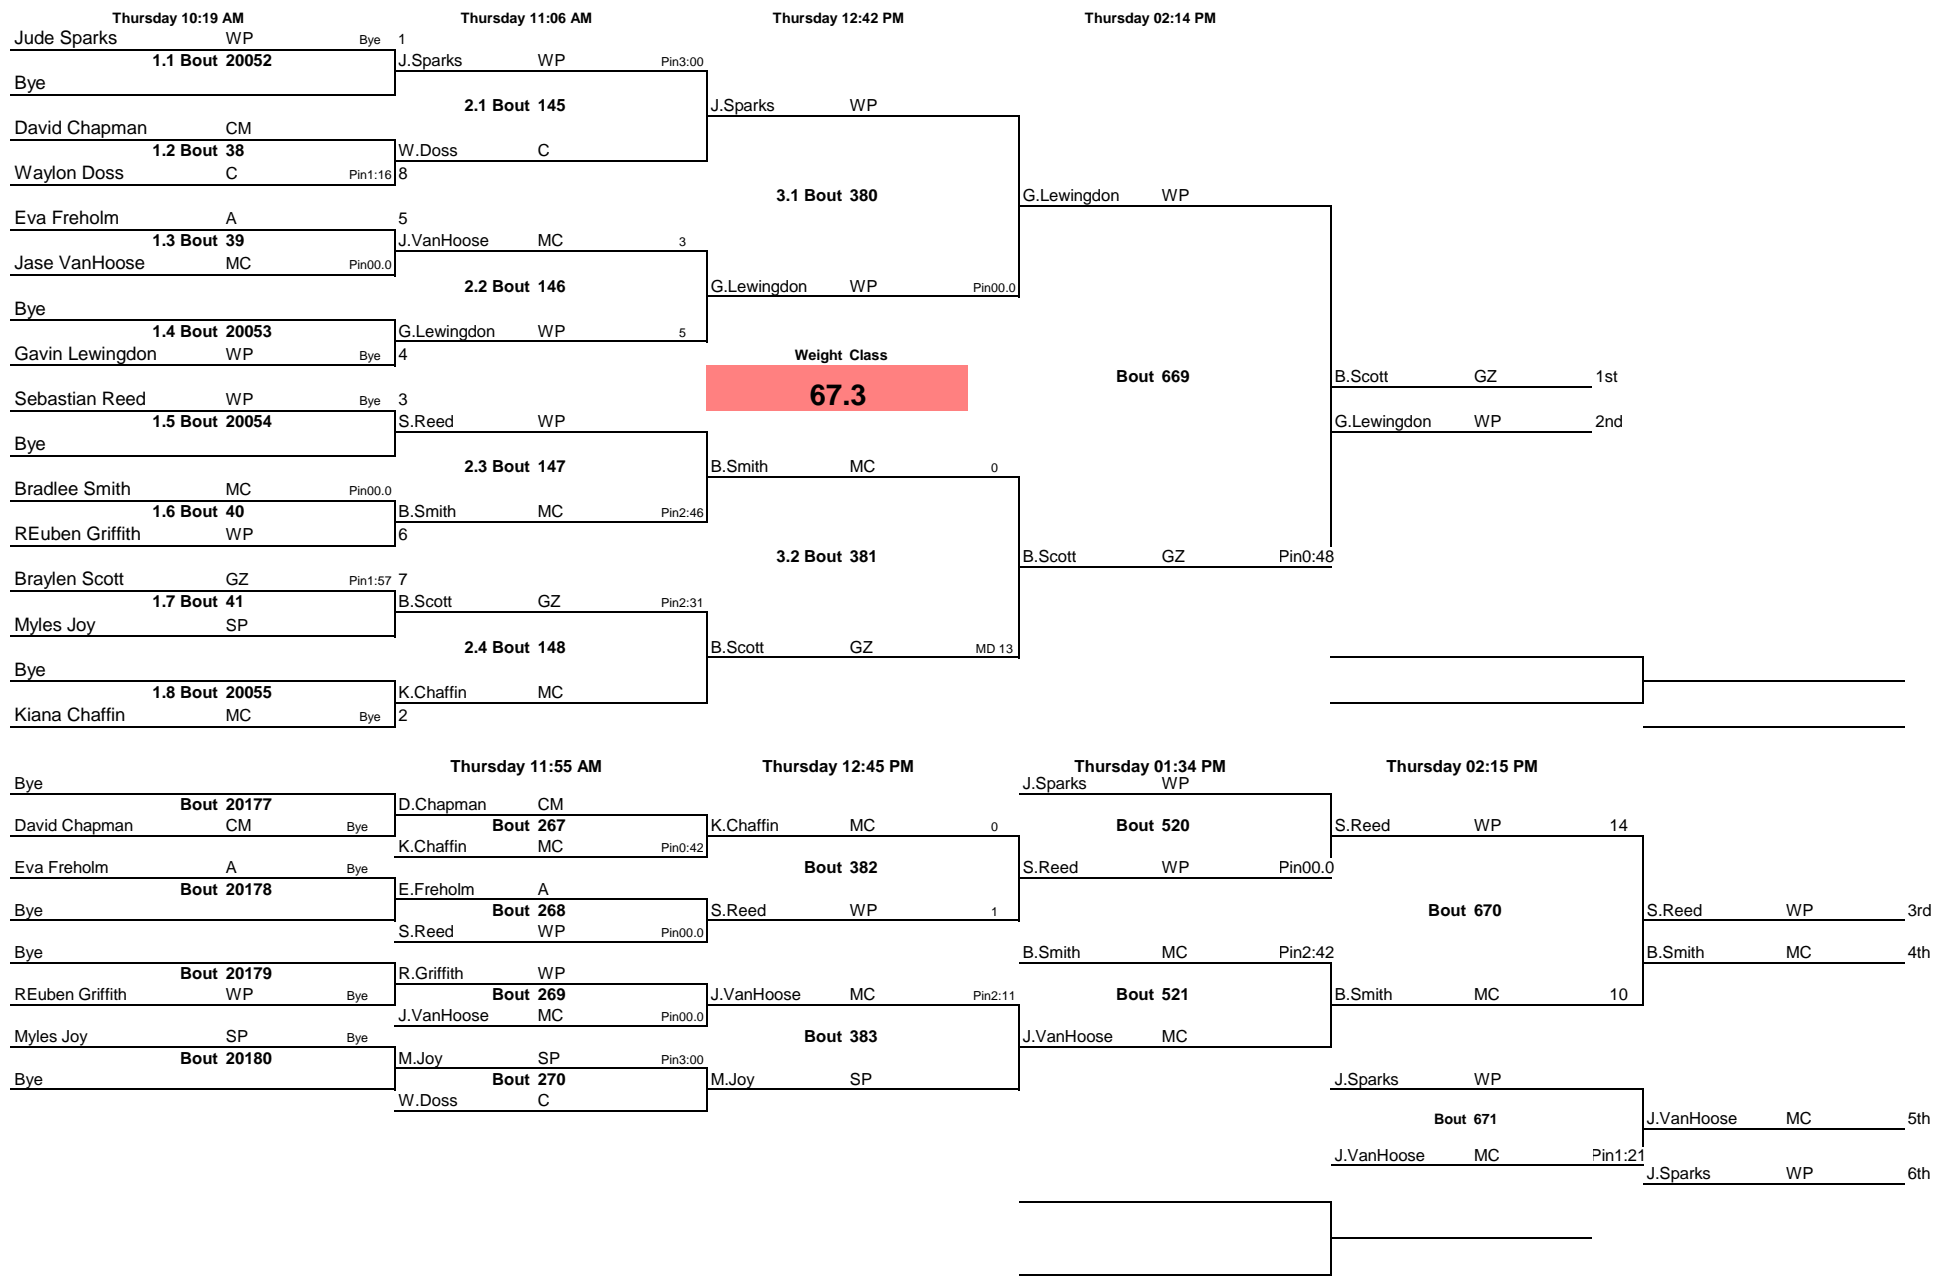 Thursday 10:19 AM Thursday 11:06 AM Thursday 12:42 PM Thursday 02:14 PM
Jude Sparks WP Bye 1
1.1 Bout 20052 J.Sparks WP Pin3:00
Bye
2.1 Bout 145 J.Sparks WP
David Chapman CM
1.2 Bout 38 W.Doss C
Waylon Doss C Pin1:16 8
3.1 Bout 380 G.Lewingdon WP
Eva Freholm A 5
1.3 Bout 39 J.VanHoose MC 3
Jase VanHoose MC Pin00.0
2.2 Bout 146 G.Lewingdon WP Pin00.0
Bye
1.4 Bout 20053 G.Lewingdon WP 5
Gavin Lewingdon WP Bye 4 Weight Class
Bout 669 B.Scott GZ 1st
Sebastian Reed WP Bye 3 67.3
1.5 Bout 20054 S.Reed WP G.Lewingdon WP 2nd
Bye
2.3 Bout 147 B.Smith MC 0
Bradlee Smith MC Pin00.0
1.6 Bout 40 B.Smith MC Pin2:46
REuben Griffith WP 6
3.2 Bout 381 B.Scott GZ Pin0:48
Braylen Scott GZ Pin1:57 7
1.7 Bout 41 B.Scott GZ Pin2:31
Myles Joy SP
2.4 Bout 148 B.Scott GZ MD 13
Bye
1.8 Bout 20055 K.Chaffin MC
Kiana Chaffin MC Bye 2
Thursday 11:55 AM Thursday 12:45 PM Thursday 01:34 PM Thursday 02:15 PM
Bye J.Sparks WP
Bout 20177 D.Chapman CM
David Chapman CM Bye Bout 267 K.Chaffin MC 0 Bout 520 S.Reed WP 14
K.Chaffin MC Pin0:42
Eva Freholm A Bye Bout 382 S.Reed WP Pin00.0
Bout 20178 E.Freholm A
Bye Bout 268 S.Reed WP 1 Bout 670 S.Reed WP 3rd
S.Reed WP Pin00.0
Bye B.Smith MC Pin2:42 B.Smith MC 4th
Bout 20179 R.Griffith WP
REuben Griffith WP Bye Bout 269 J.VanHoose MC Pin2:11 Bout 521 B.Smith MC 10
J.VanHoose MC Pin00.0
Myles Joy SP Bye Bout 383 J.VanHoose MC
Bout 20180 M.Joy SP Pin3:00
Bye Bout 270 M.Joy SP J.Sparks WP
W.Doss C
Bout 671 J.VanHoose MC 5th
J.VanHoose MC Pin1:21
J.Sparks WP 6th